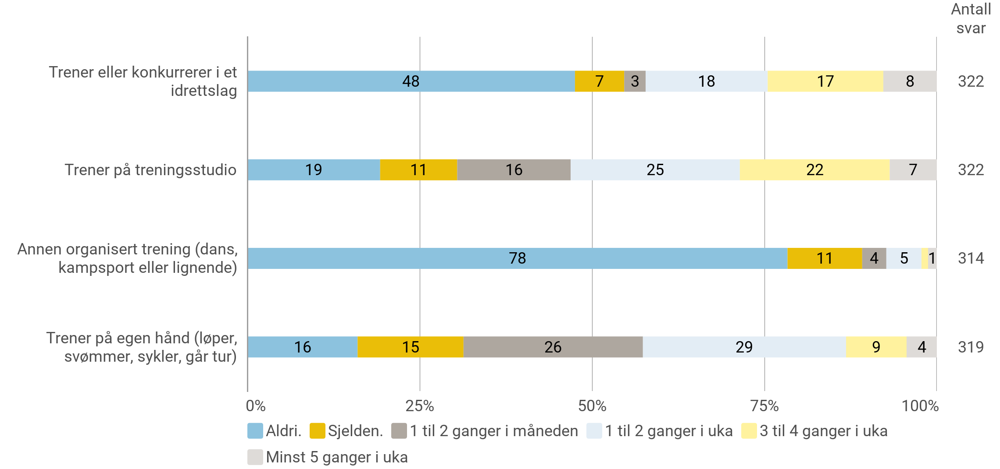 Antall
svar
Trener eller konkurrerer i et
idrettslag
48 7 3 18 17 8 322
Trener på treningsstudio
19 11 16 25 22 7 322
Annen organisert trening (dans,
kampsport eller lignende)
78 11 4 5 1 314
Trener på egen hånd (løper,
svømmer, sykler, går tur)
16 15 26 29 9 4 319
0% 25% 50% 75% 100%
Aldri. Sjelden. 1 til 2 ganger i måneden 1 til 2 ganger i uka 3 til 4 ganger i uka
Minst 5 ganger i uka